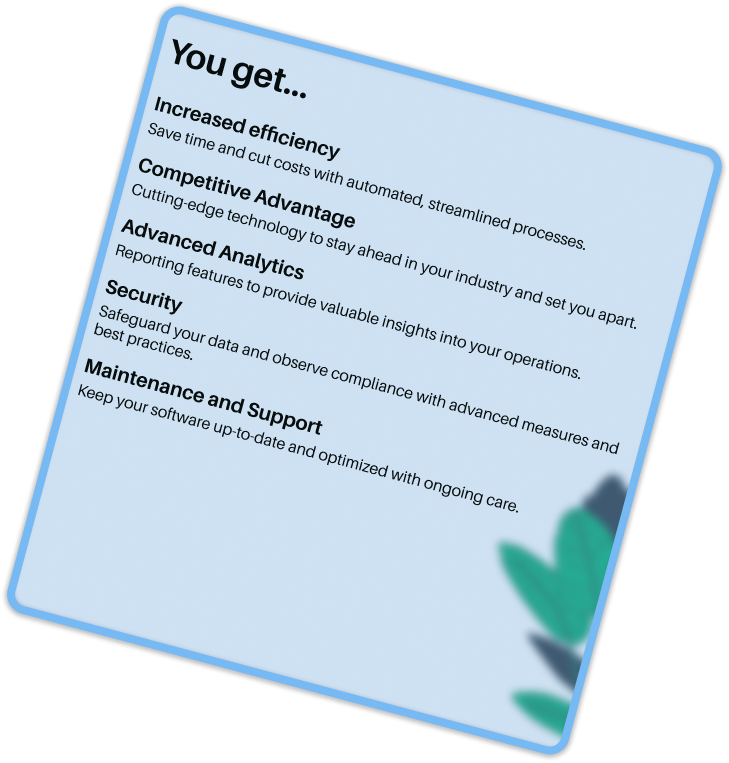 You get...
Increased efficiency
Save time and cut costs with automated, streamlined processes.
Competitive Advantage
Cutting-edge technology to stay ahead in your industry and set you apart.
Advanced Analytics
Reporting features to provide valuable insights into your operations.
Security
Safeguard your data and observe compliance with advanced measures and
best practices.
Maintenance and Support
Keep your software up-to-date and optimized with ongoing care.